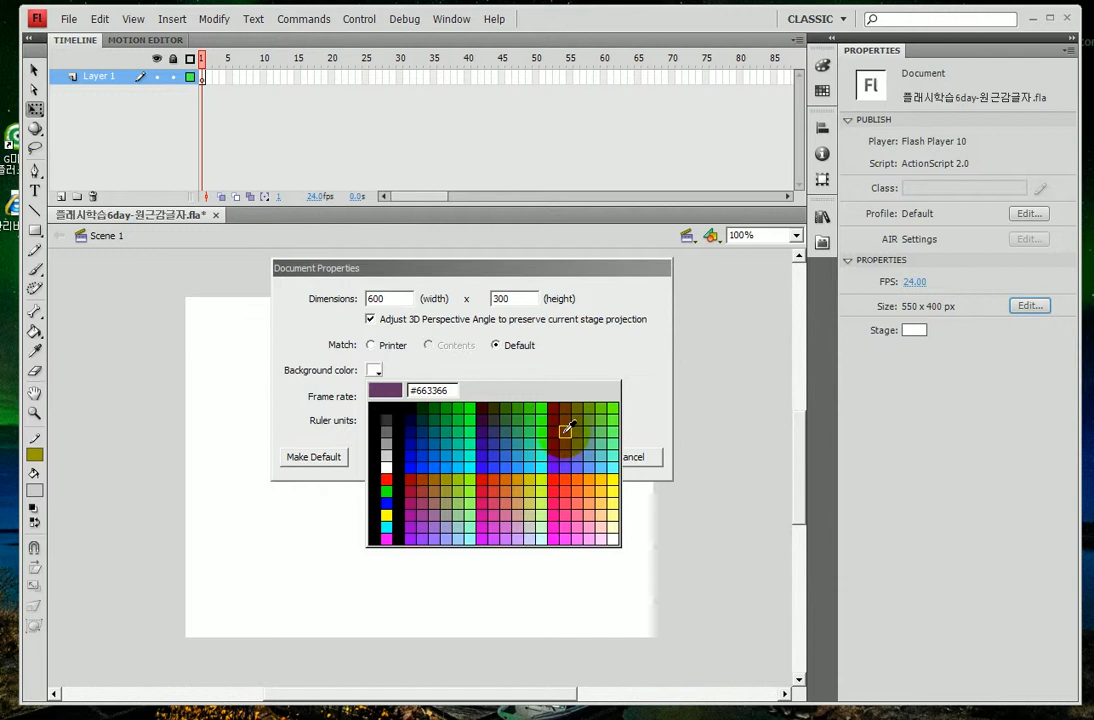 Fl File Edit View Insert Modify Text Commands Control Debug Window Help CLASSIC
TIMELINE MOTION EDITOR
1 5 10 15 20 25 30 35 40 45 50 55 60 65 70 75 80 85
Layer 1
1 24.0fps 0.0s
플래시학습6day-원근감글자.fla*
Scene 1 100%
Document Properties
Dimensions: 600 (width) x 300 (height)
Adjust 3D Perspective Angle to preserve current stage projection
Match: Printer Contents Default
Background color:
#663366
Frame rate:
Ruler units:
Make Default ancel
PROPERTIES
Document
Fl
플래시학습6day-원근감글자.fla
PUBLISH
Player: Flash Player 10
Script: ActionScript 2.0
Class:
Profile: Default Edit...
AIR Settings Edit...
PROPERTIES
FPS: 24.00
Size: 550 x 400 px Edit...
Stage: